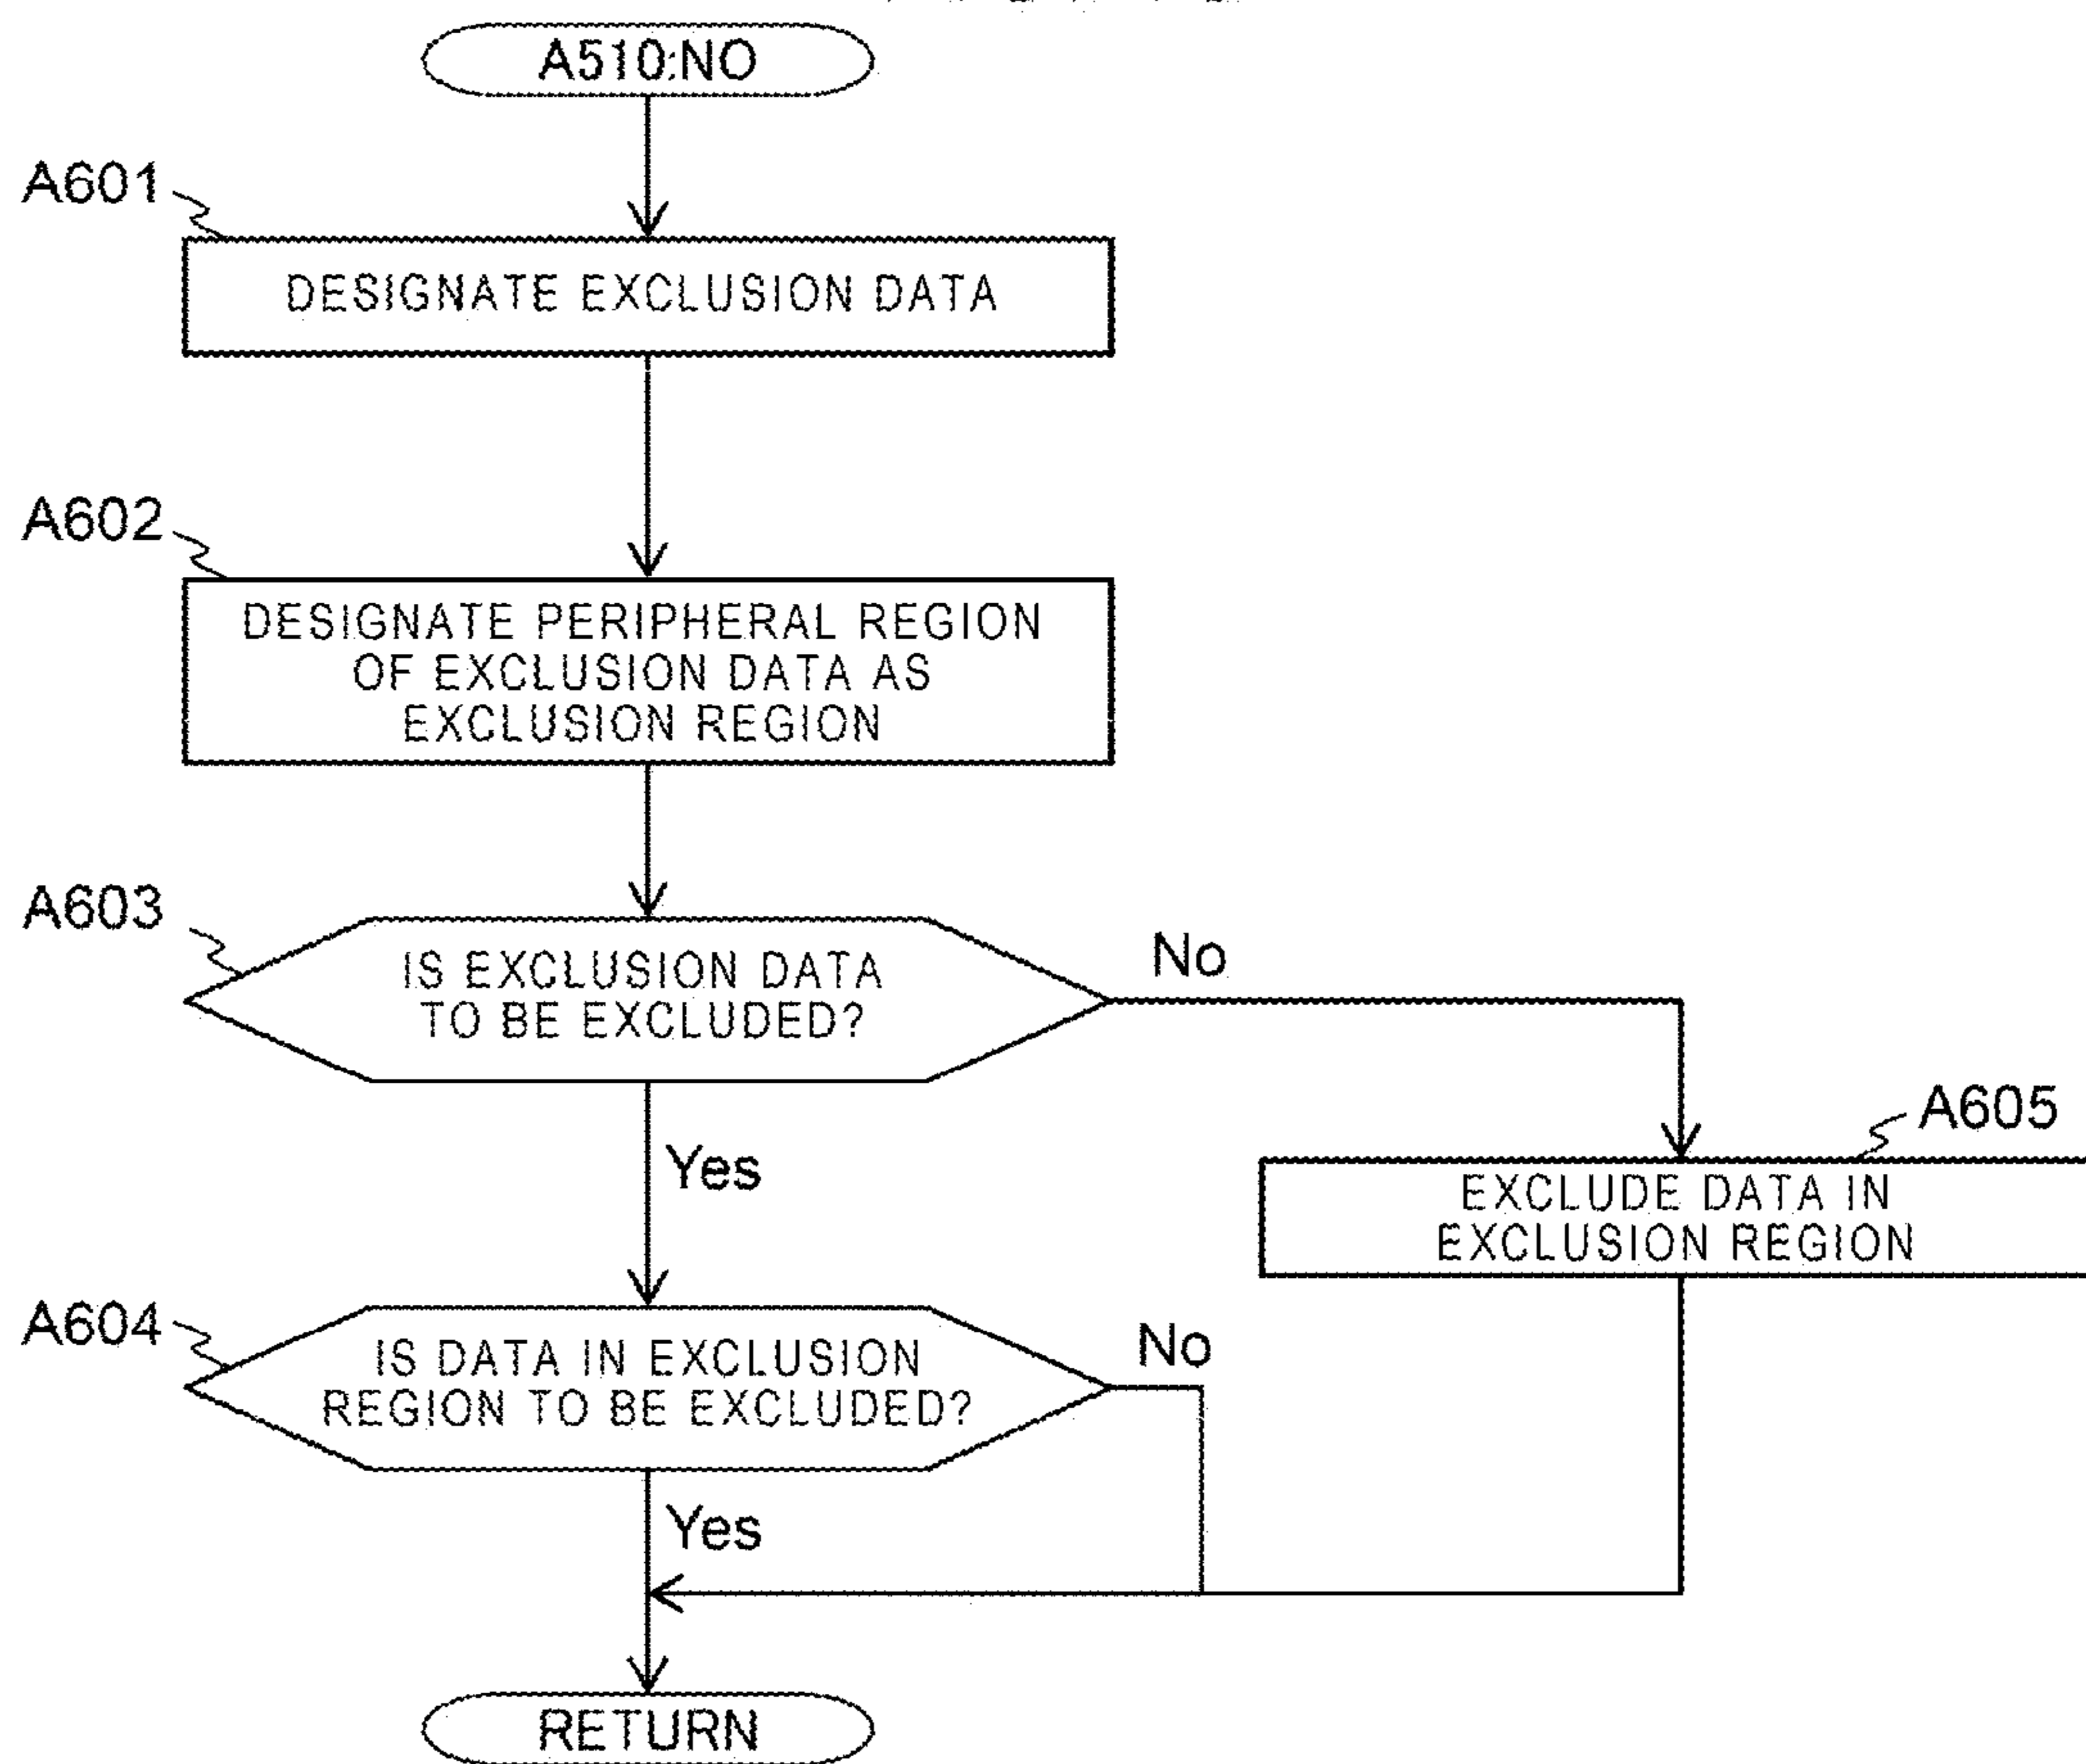 A510:NO
A601
DESIGNATE EXCLUSION DATA
A602
DESIGNATE PERIPHERAL REGION
OF EXCLUSION DATA AS
EXCLUSION REGION
A603
IS EXCLUSION DATA
TO BE EXCLUDED?
No
Yes
A605
EXCLUDE DATA IN
EXCLUSION REGION
A604
IS DATA IN EXCLUSION
REGION TO BE EXCLUDED?
No
Yes
RETURN